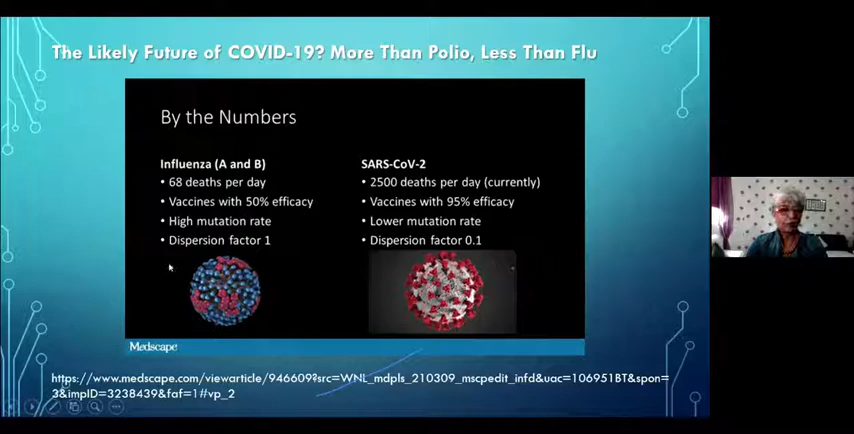 The Likely Future of COVID-19? More Than Polio, Less Than Flu
By the Numbers
Influenza (A and B)
• 68 deaths per day
• Vaccines with 50% efficacy
• High mutation rate
• Dispersion factor 1
SARS-CoV-2
• 2500 deaths per day (currently)
• Vaccines with 95% efficacy
• Lower mutation rate
• Dispersion factor 0.1
Medscape
https://www.medscape.com/viewarticle/946609?src=WNL_mdpls_210309_mscpedit_infd&uac=106951BT&spon=
3&impID=3238439&faf=1#vp_2